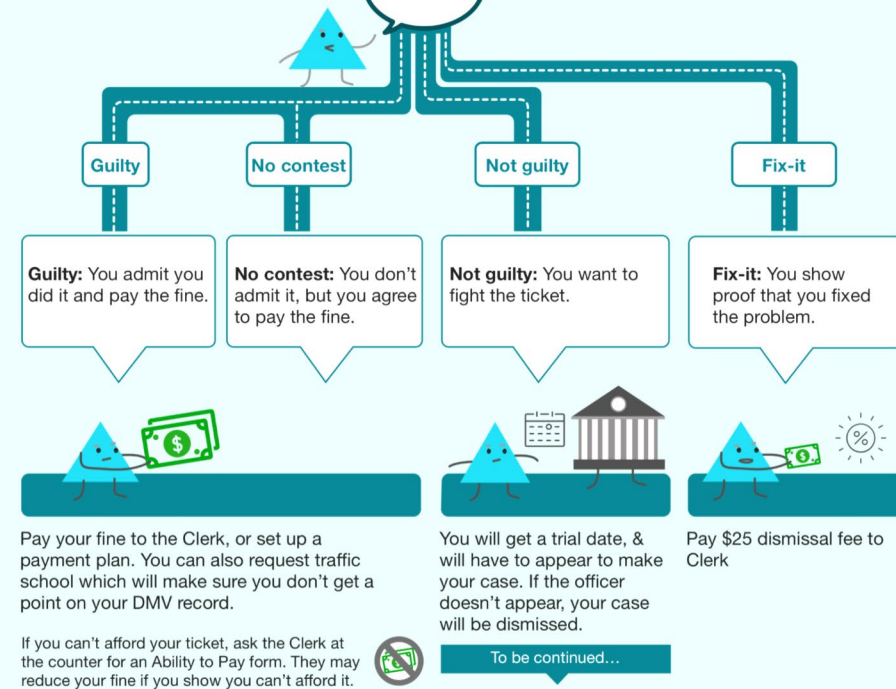 Guilty
No contest
Not guilty
Fix-it
Guilty: You admit you
did it and pay the fine.
No contest: You don't
admit it, but you agree
to pay the fine.
Not guilty: You want to
fight the ticket.
Fix-it: You show
proof that you fixed
the problem.
$
$
%
Pay your fine to the Clerk, or set up a
payment plan. You can also request traffic
school which will make sure you don't get a
point on your DMV record.
If you can't afford your ticket, ask the Clerk at
the counter for an Ability to Pay form. They may
reduce your fine if you show you can't afford it.
You will get a trial date, &
will have to appear to make
your case. If the officer
doesn't appear, your case
will be dismissed.
To be continued...
Pay $25 dismissal fee to
Clerk